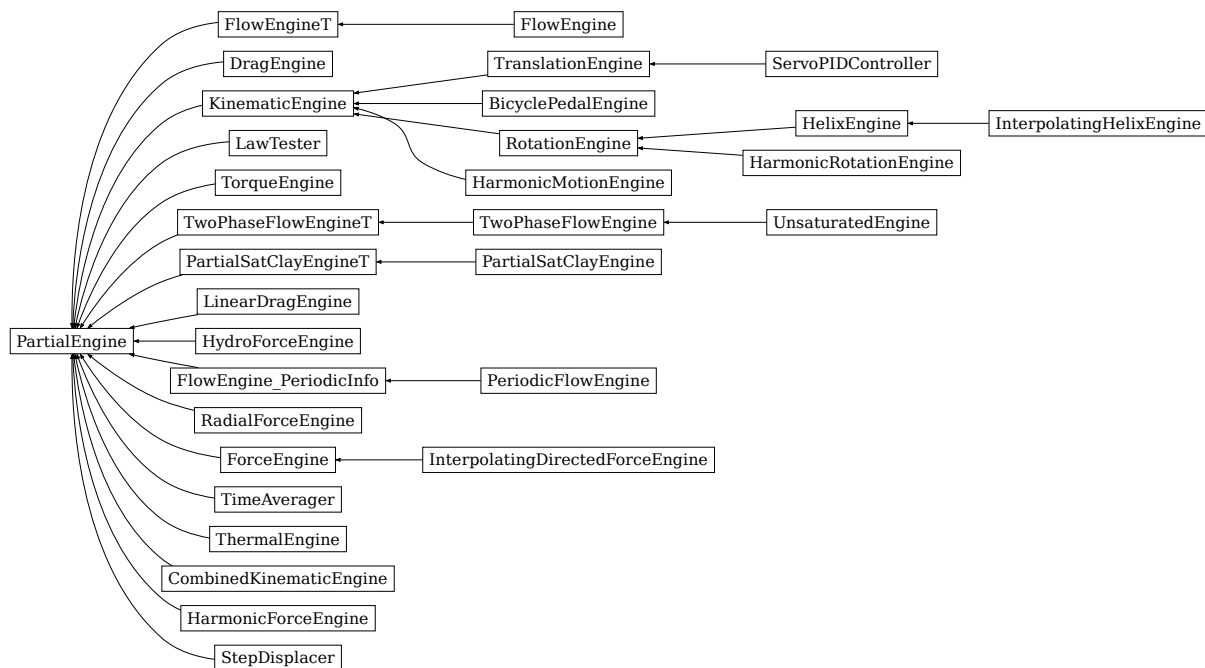 FlowEngineT
FlowEngine
DragEngine
TranslationEngine
ServoPIDController
KinematicEngine
BicyclePedalEngine
HelixEngine
InterpolatingHelixEngine
LawTester
RotationEngine
HarmonicRotationEngine
TorqueEngine
HarmonicMotionEngine
TwoPhaseFlowEngineT
TwoPhaseFlowEngine
UnsaturatedEngine
PartialSatClayEngineT
PartialSatClayEngine
LinearDragEngine
PartialEngine
HydroForceEngine
FlowEngine_PeriodicInfo
PeriodicFlowEngine
RadialForceEngine
ForceEngine
InterpolatingDirectedForceEngine
TimeAverager
ThermalEngine
CombinedKinematicEngine
HarmonicForceEngine
StepDisplacer